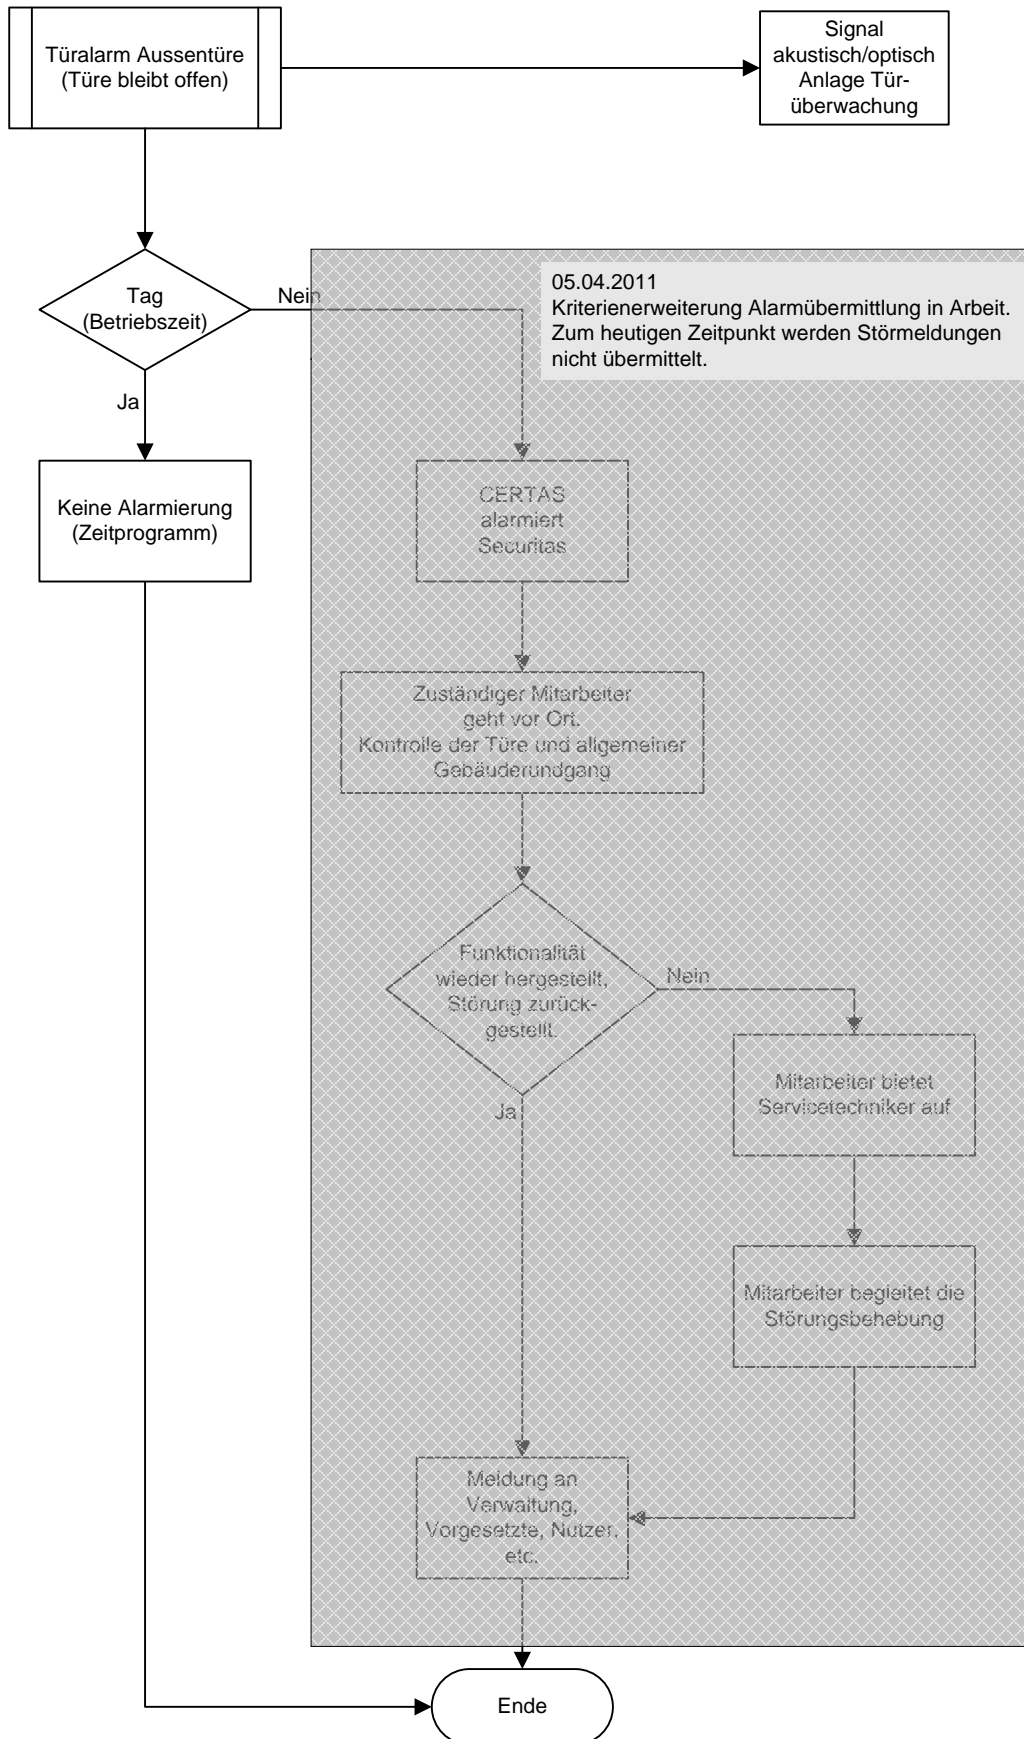 Türalarm Aussentüre
(Türe bleibt offen)
Signal
akustisch/optisch
Anlage Tür-
überwachung
Tag
(Betriebszeit)
Nein
Ja
05.04.2011
Kriterienerweiterung Alarmübermittlung in Arbeit.
Zum heutigen Zeitpunkt werden Störmeldungen
nicht übermittelt.
Keine Alarmierung
(Zeitprogramm)
CERTAS
alarmiert
Securitas
Zuständiger Mitarbeiter
geht vor Ort.
Kontrolle der Türe und allgemeiner
Gebäuderundgang
Funktionalität
wieder hergestellt,
Störung zurück-
gestellt.
Nein
Ja
Mitarbeiter bietet
Servicetechniker auf
Mitarbeiter begleitet die
Störungsbehebung
Meldung an
Verwaltung,
Vorgesetzte, Nutzer,
etc.
Ende